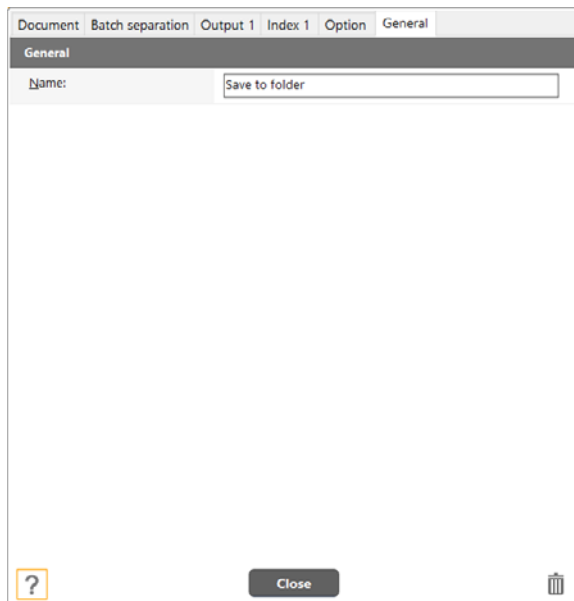 Document Batch separation Output 1 Index 1 Option General
General
Name: Save to folder
? Close